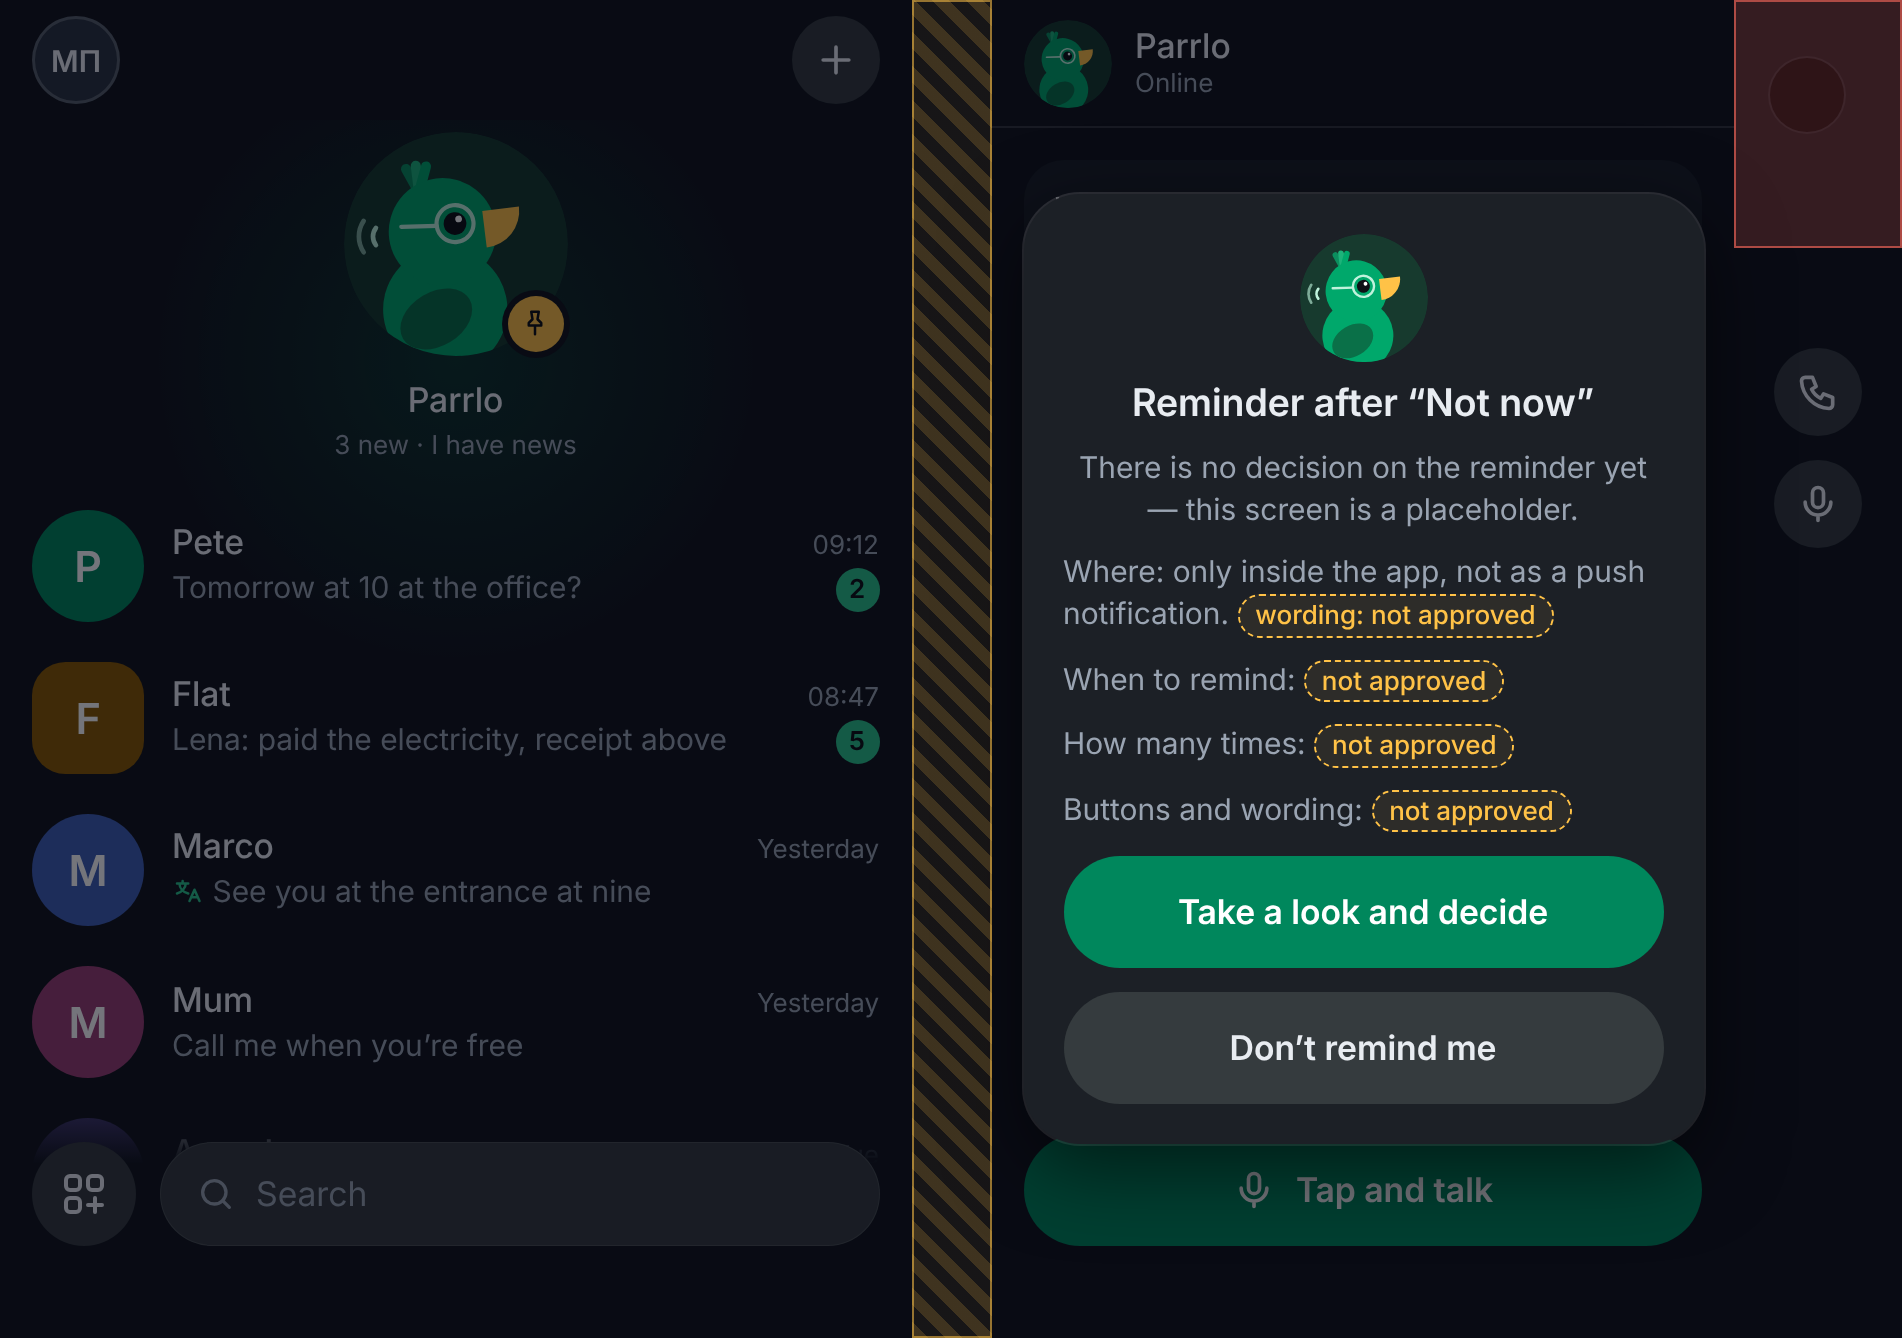 МП
Parrlo
3 new · I have news
P
Pete
09:12
Tomorrow at 10 at the office?
2
F
Flat
08:47
Lena: paid the electricity, receipt above
5
M
Marco
Yesterday
See you at the entrance at nine
M
Mum
Yesterday
Call me when you’re free
Search
Parrlo
Online
Reminder after “Not now”
There is no decision on the reminder yet
— this screen is a placeholder.
Where: only inside the app, not as a push
notification. wording: not approved
When to remind: not approved
How many times: not approved
Buttons and wording: not approved
Take a look and decide
Don’t remind me
Tap and talk